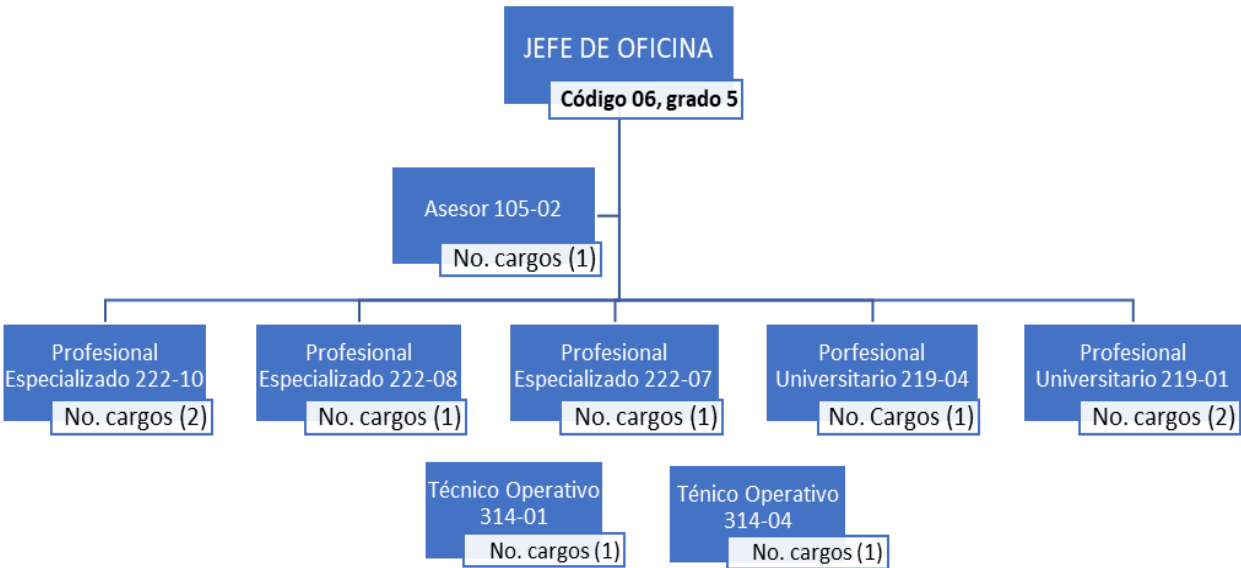 JEFE DE OFICINA
Código 06, grado 5
Asesor 105-02
No. cargos (1)
Profesional
Especializado 222-10
No. cargos (2)
Profesional
Especializado 222-08
No. cargos (1)
Profesional
Especializado 222-07
No. cargos (1)
Porfesional
Universitario 219-04
No. Cargos (1)
Profesional
Universitario 219-01
No. cargos (2)
Técnico Operativo
314-01
No. cargos (1)
Ténico Operativo
314-04
No. cargos (1)